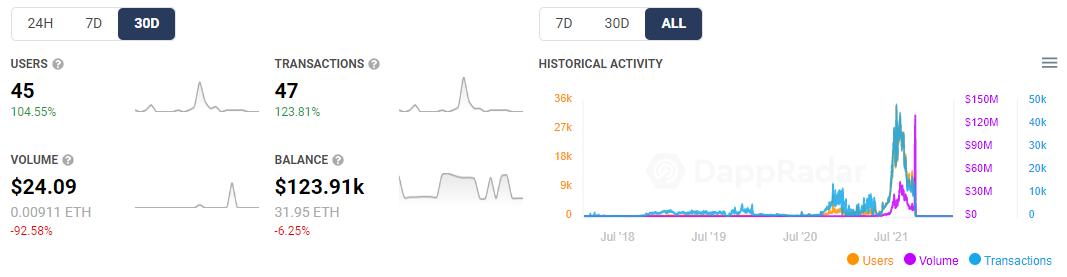 24H 7D 30D
USERS ?
45
104.55%
TRANSACTIONS ?
47
123.81%
VOLUME ?
$24.09
0.00911 ETH
-92.58%
BALANCE ?
$123.91k
31.95 ETH
-6.25%
7D 30D ALL
HISTORICAL ACTIVITY
36k $150M 50k
27k $120M 40k
$90M 30k
18k $60M 20k
9k $30M 10k
0 $0 0
DappRadar
Jul '18 Jul '19 Jul '20 Jul '21
Users Volume Transactions